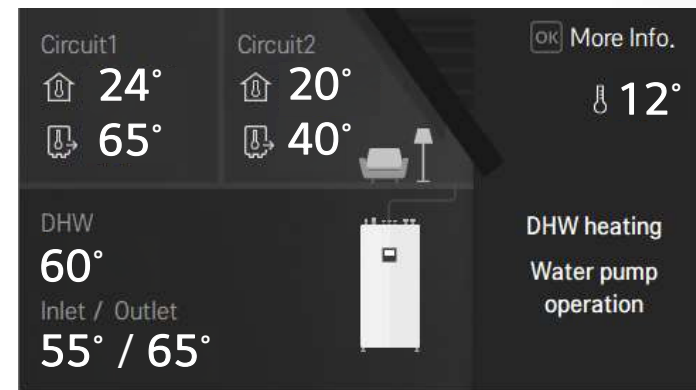 Circuit1
24°
65°
Circuit2
20°
40°
OK More Info.
12°
DHW
60°
Inlet / Outlet
55° / 65°
DHW heating
Water pump
operation